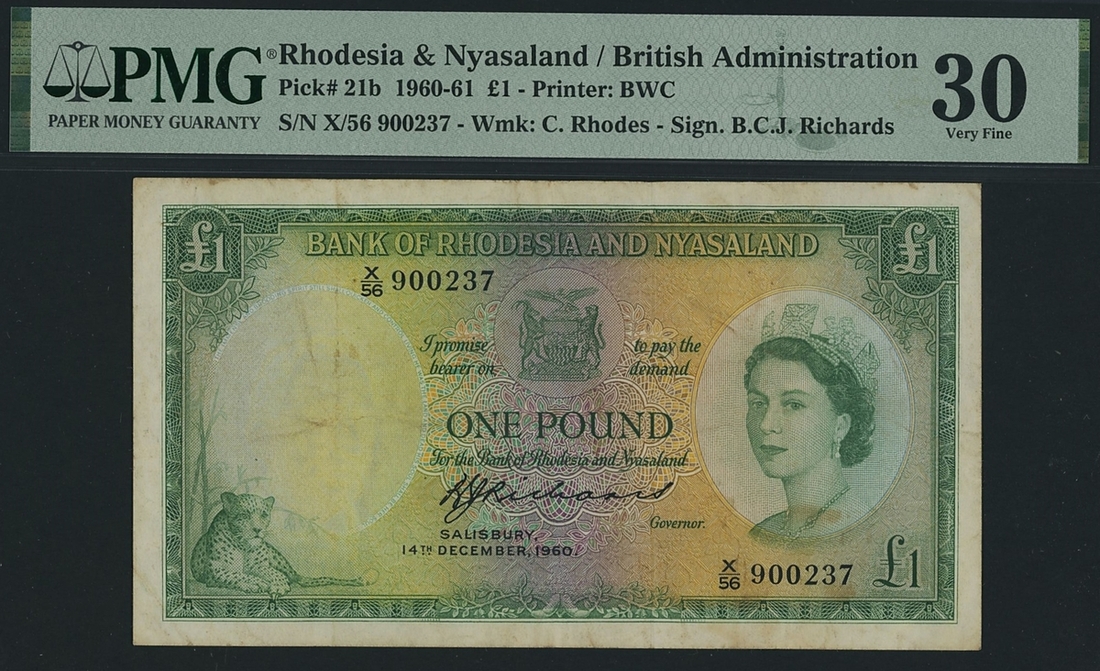 PMG®
PAPER MONEY GUARANTY
Rhodesia & Nyasaland / British Administration
Pick# 21b 1960-61 £1 - Printer: BWC
S/N X/56 900237 - Wmk: C. Rhodes - Sign. B.C.J. Richards
30
Very Fine
£1
BANK OF RHODESIA AND NYASALAND
£1
X/56 900237
I promise to pay the
bearer on demand
ONE POUND
For the Bank of Rhodesia and Nyasaland
BJRichards
Governor.
SALISBURY,
14TH DECEMBER, 1960.
X/56 900237 £1